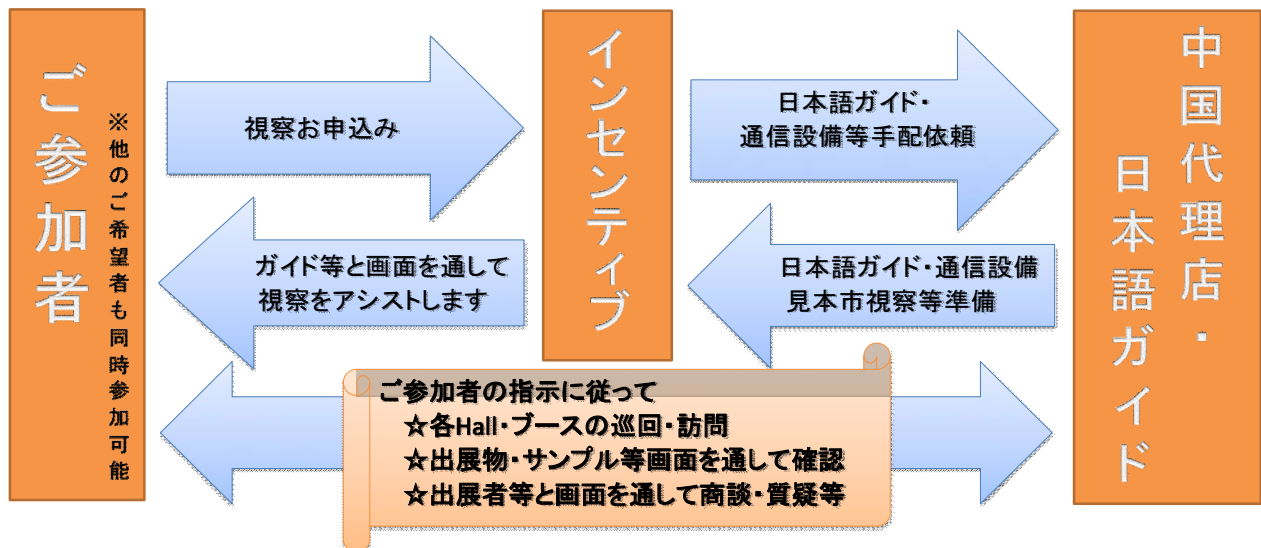 ご参加者
※他のご希望者も同時参加可能
視察お申込み
ガイド等と画面を通して
視察をアシストします
インセンティブ
日本語ガイド・
通信設備等手配依頼
日本語ガイド・通信設備
見本市視察等準備
中国代理店・
日本語ガイド
ご参加者の指示に従って
☆各Hall・ブースの巡回・訪問
☆出展物・サンプル等画面を通して確認
☆出展者等と画面を通して商談・質疑等